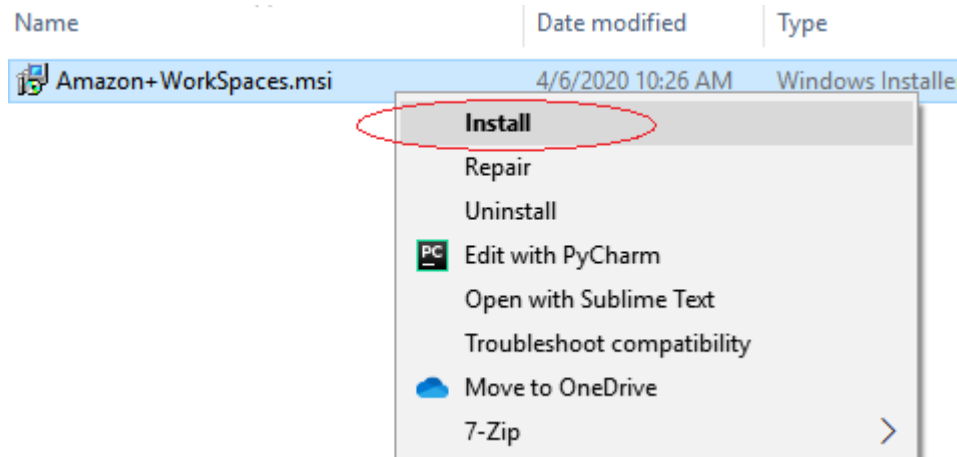 Name Date modified Type
Amazon+WorkSpaces.msi 4/6/2020 10:26 AM Windows Installe
Install
Repair
Uninstall
PC Edit with PyCharm
Open with Sublime Text
Troubleshoot compatibility
Move to OneDrive
7-Zip